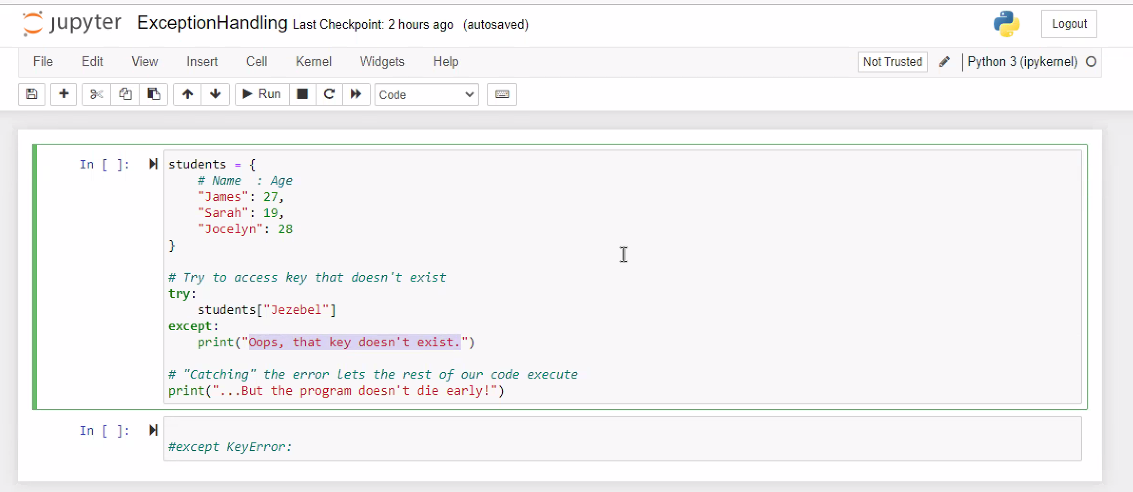 jupyter ExceptionHandling Last Checkpoint: 2 hours ago (autosaved)
Logout
File Edit View Insert Cell Kernel Widgets Help
Not Trusted
Python 3 (ipykernel)
Run
Code
In [ ]:
students = {
# Name : Age
"James": 27,
"Sarah": 19,
"Jocelyn": 28
}
# Try to access key that doesn't exist
try:
students["Jezebel"]
except:
print("Oops, that key doesn't exist.")
# "Catching" the error lets the rest of our code execute
print("...But the program doesn't die early!")
In [ ]:
#except KeyError: